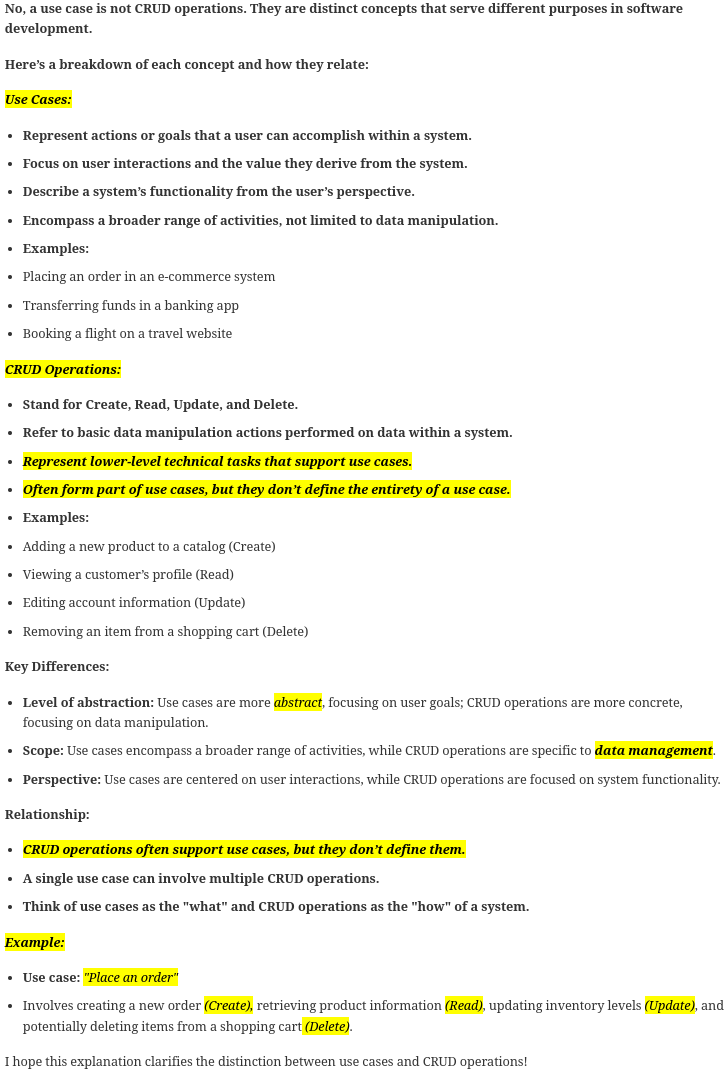 No, a use case is not CRUD operations. They are distinct concepts that serve different purposes in software
development.
Here’s a breakdown of each concept and how they relate:
Use Cases:
• Represent actions or goals that a user can accomplish within a system.
• Focus on user interactions and the value they derive from the system.
• Describe a system’s functionality from the user’s perspective.
• Encompass a broader range of activities, not limited to data manipulation.
• Examples:
• Placing an order in an e-commerce system
• Transferring funds in a banking app
• Booking a flight on a travel website
CRUD Operations:
• Stand for Create, Read, Update, and Delete.
• Refer to basic data manipulation actions performed on data within a system.
• Represent lower-level technical tasks that support use cases.
• Often form part of use cases, but they don’t define the entirety of a use case.
• Examples:
• Adding a new product to a catalog (Create)
• Viewing a customer’s profile (Read)
• Editing account information (Update)
• Removing an item from a shopping cart (Delete)
Key Differences:
• Level of abstraction: Use cases are more abstract, focusing on user goals; CRUD operations are more concrete,
focusing on data manipulation.
• Scope: Use cases encompass a broader range of activities, while CRUD operations are specific to data management.
• Perspective: Use cases are centered on user interactions, while CRUD operations are focused on system functionality.
Relationship:
• CRUD operations often support use cases, but they don’t define them.
• A single use case can involve multiple CRUD operations.
• Think of use cases as the "what" and CRUD operations as the "how" of a system.
Example:
• Use case: "Place an order"
• Involves creating a new order (Create), retrieving product information (Read), updating inventory levels (Update), and
potentially deleting items from a shopping cart (Delete).
I hope this explanation clarifies the distinction between use cases and CRUD operations!